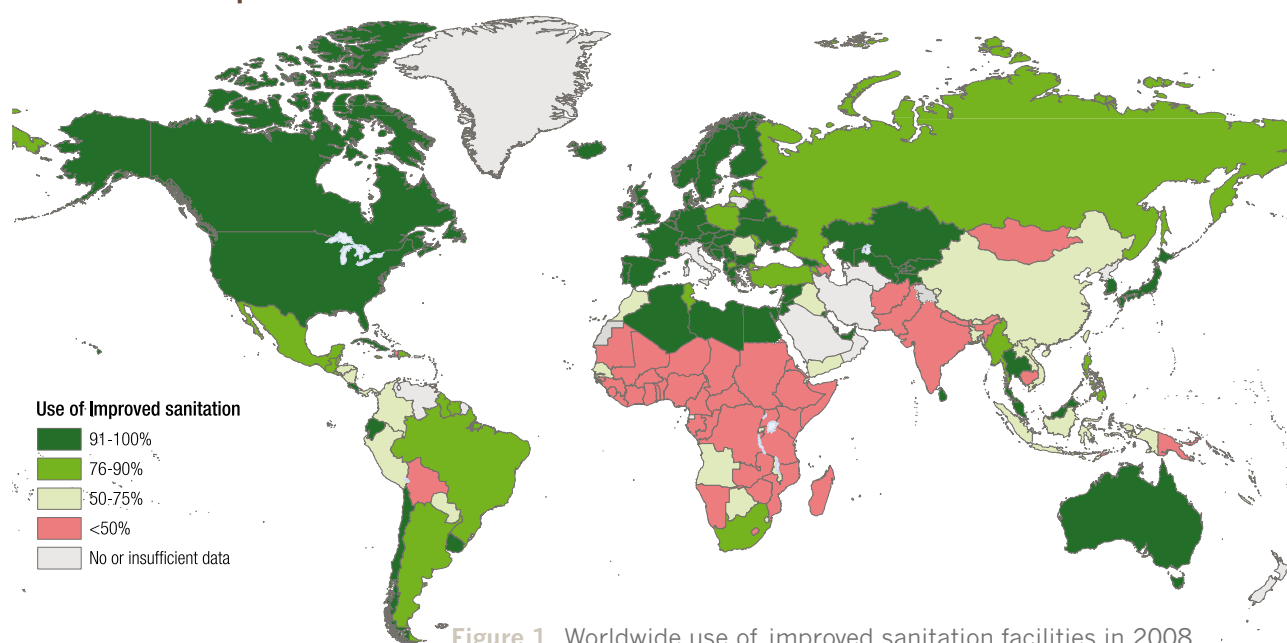 Use of Improved sanitation
91-100%
76-90%
50-75%
<50%
No or insufficient data
Figure 1 Worldwide use of improved sanitation facilities in 2008